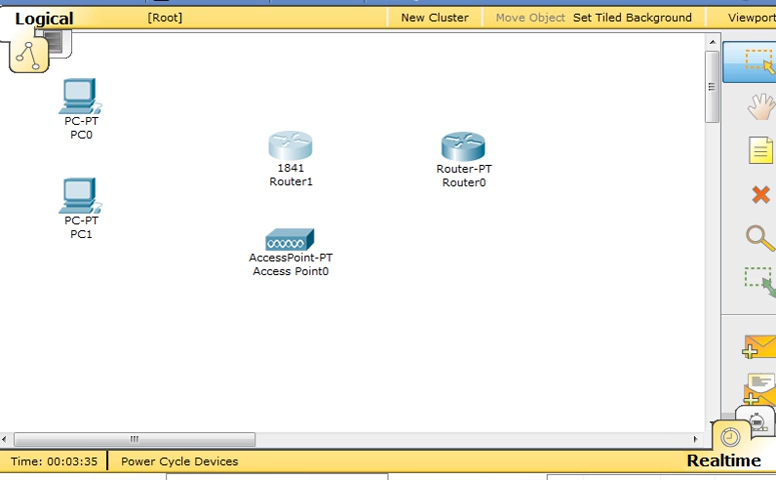 Logical
[Root]
New Cluster
Move Object
Set Tiled Background
Viewport
PC-PT
PC0
1841
Router1
Router-PT
Router0
PC-PT
PC1
AccessPoint-PT
Access Point0
Time: 00:03:35
Power Cycle Devices
Realtime